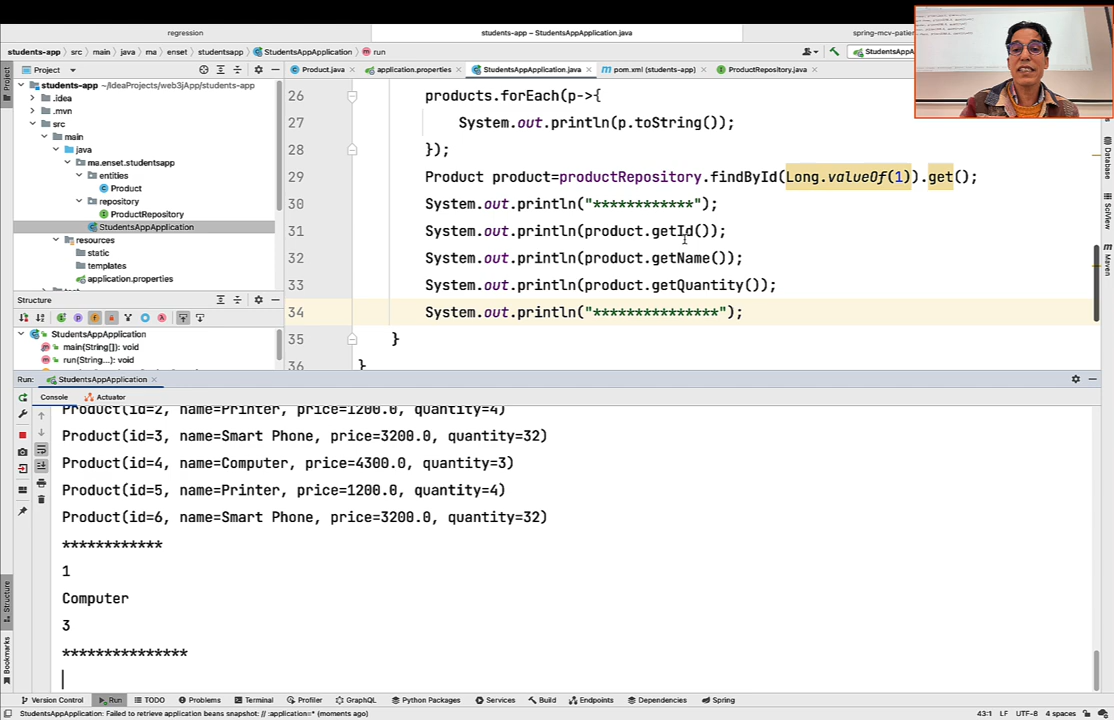 regression
students-app – StudentsAppApplication.java
spring-mcv-patie
students-app
src
main
java
ma
enset
studentsapp
StudentsAppApplication
run
StudentsAp
Project
Product.java
application.properties
StudentsAppApplication.java
pom.xml (students-app)
ProductRepository.java
Project
students-app ~/IdeaProjects/web3jApp/students-app
.idea
.mvn
src
main
java
ma.enset.studentsapp
entities
Product
repository
ProductRepository
StudentsAppApplication
resources
static
templates
application.properties
26 products.forEach(p->{
27 System.out.println(p.toString());
28 });
29 Product product=productRepository.findById(Long.valueOf(1)).get();
30 System.out.println("************");
31 System.out.println(product.getId());
32 System.out.println(product.getName());
33 System.out.println(product.getQuantity());
34 System.out.println("***************");
35 }
36 }
Database
SciView
Maven
Structure
StudentsAppApplication
main(String[]): void
run(String...): void
Run: StudentsAppApplication
Console
Actuator
Product(id=2, name=Printer, price=1200.0, quantity=4)
Product(id=3, name=Smart Phone, price=3200.0, quantity=32)
Product(id=4, name=Computer, price=4300.0, quantity=3)
Product(id=5, name=Printer, price=1200.0, quantity=4)
Product(id=6, name=Smart Phone, price=3200.0, quantity=32)
************
1
Computer
3
***************
Structure
Bookmarks
Version Control
Run
TODO
Problems
Terminal
Profiler
GraphQL
Python Packages
Services
Build
Endpoints
Dependencies
Spring
StudentsAppApplication: Failed to retrieve application beans snapshot: // :application=* (moments ago)
43:1 LF UTF-8 4 spaces